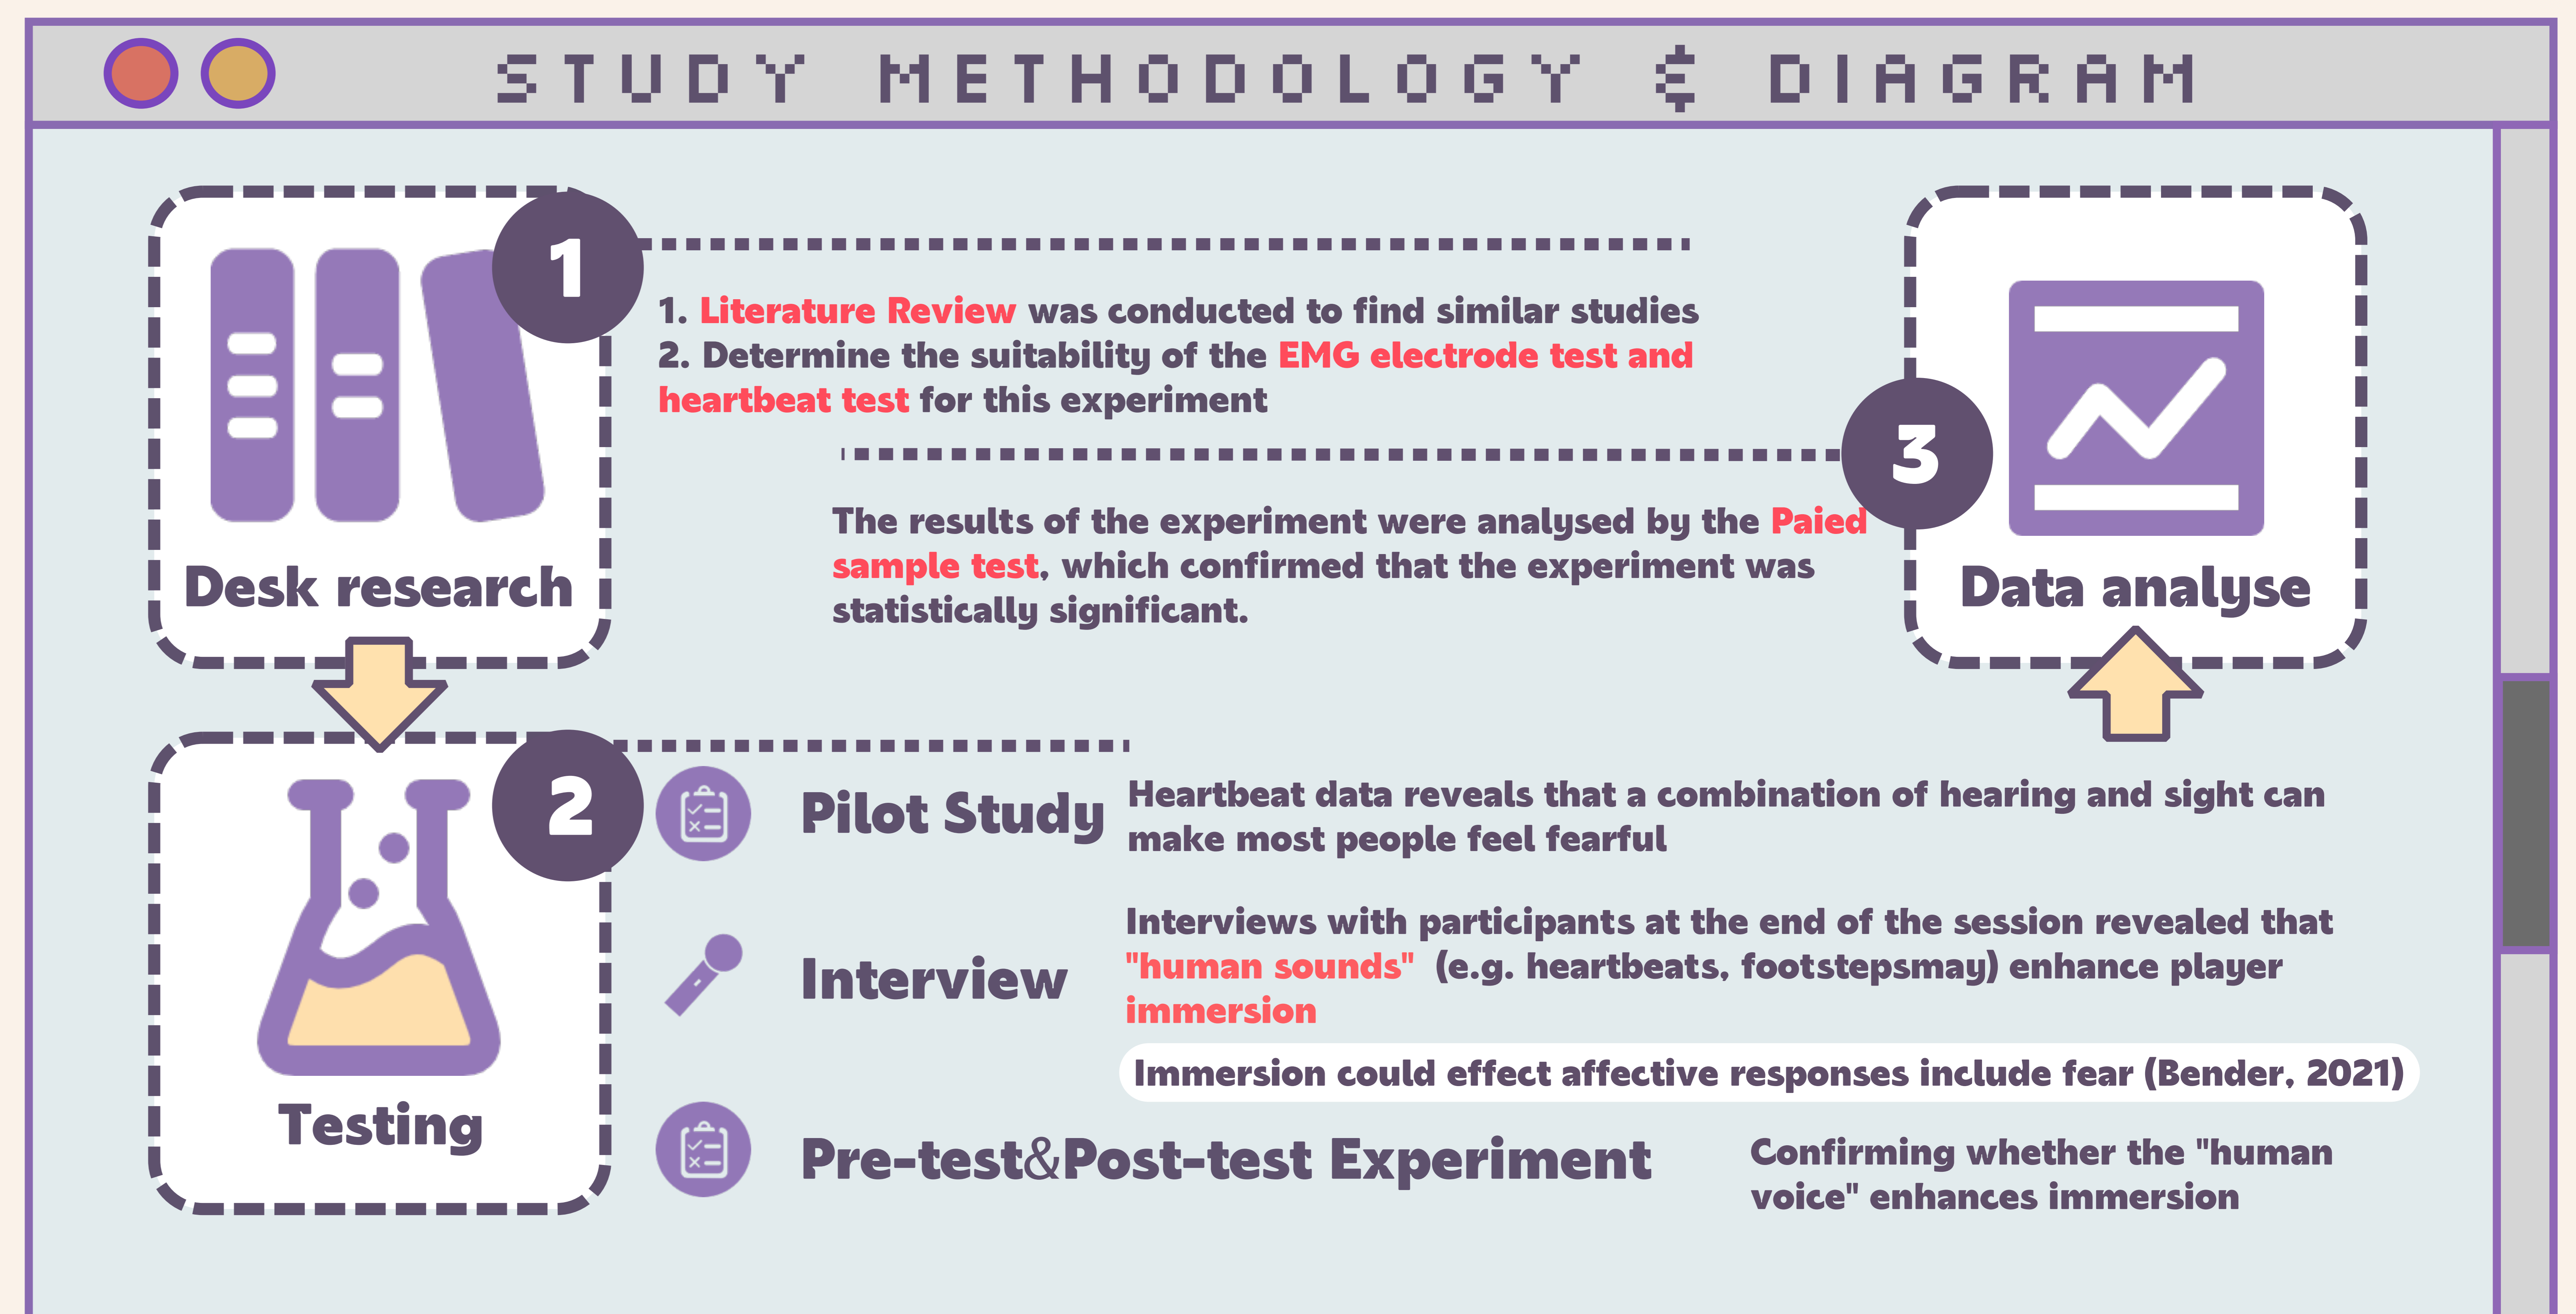 STUDY METHODOLOGY & DIAGRAM
1
1. Literature Review was conducted to find similar studies
2. Determine the suitability of the EMG electrode test and
heartbeat test for this experiment
Desk research
3
The results of the experiment were analysed by the Paied
sample test, which confirmed that the experiment was
statistically significant.
Data analyse
2
Testing
Pilot Study
Heartbeat data reveals that a combination of hearing and sight can
make most people feel fearful
Interview
Interviews with participants at the end of the session revealed that
"human sounds" (e.g. heartbeats, footstepsmay) enhance player
immersion
Immersion could effect affective responses include fear (Bender, 2021)
Pre-test&Post-test Experiment
Confirming whether the "human
voice" enhances immersion